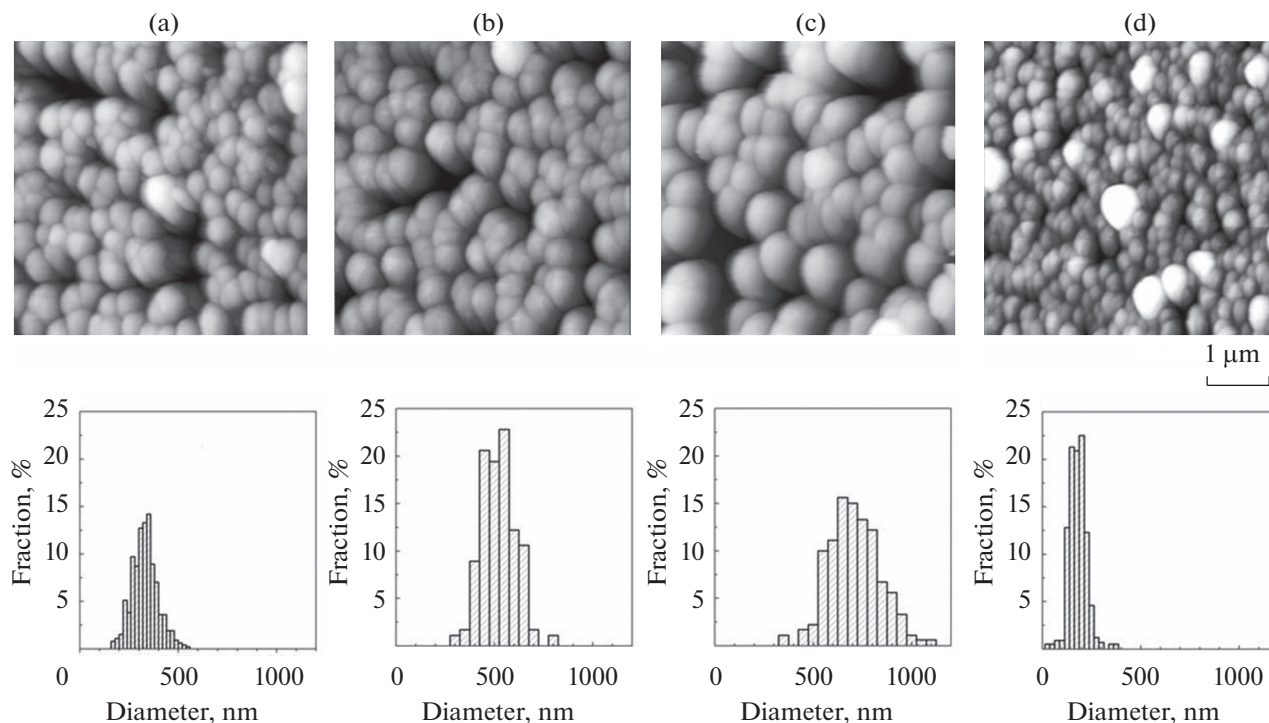 (a) (b) (c) (d)
1 μm
25 25 25 25
20 20 20 20
15 15 15 15
10 10 10 10
5 5 5 5
Fraction, % Fraction, % Fraction, % Fraction, %
0 500 1000 0 500 1000 0 500 1000 0 500 1000
Diameter, nm Diameter, nm Diameter, nm Diameter, nm